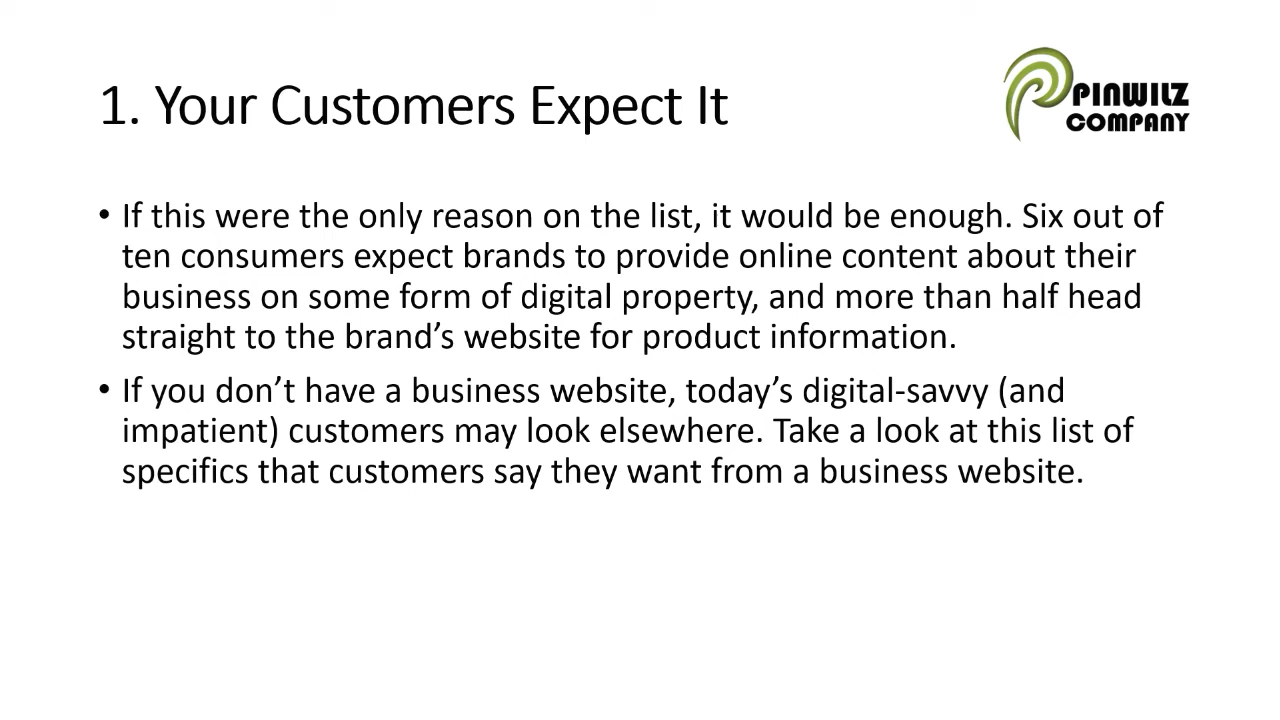 1. Your Customers Expect It
PINWILZ
COMPANY
• If this were the only reason on the list, it would be enough. Six out of
ten consumers expect brands to provide online content about their
business on some form of digital property, and more than half head
straight to the brand’s website for product information.
• If you don’t have a business website, today’s digital-savvy (and
impatient) customers may look elsewhere. Take a look at this list of
specifics that customers say they want from a business website.